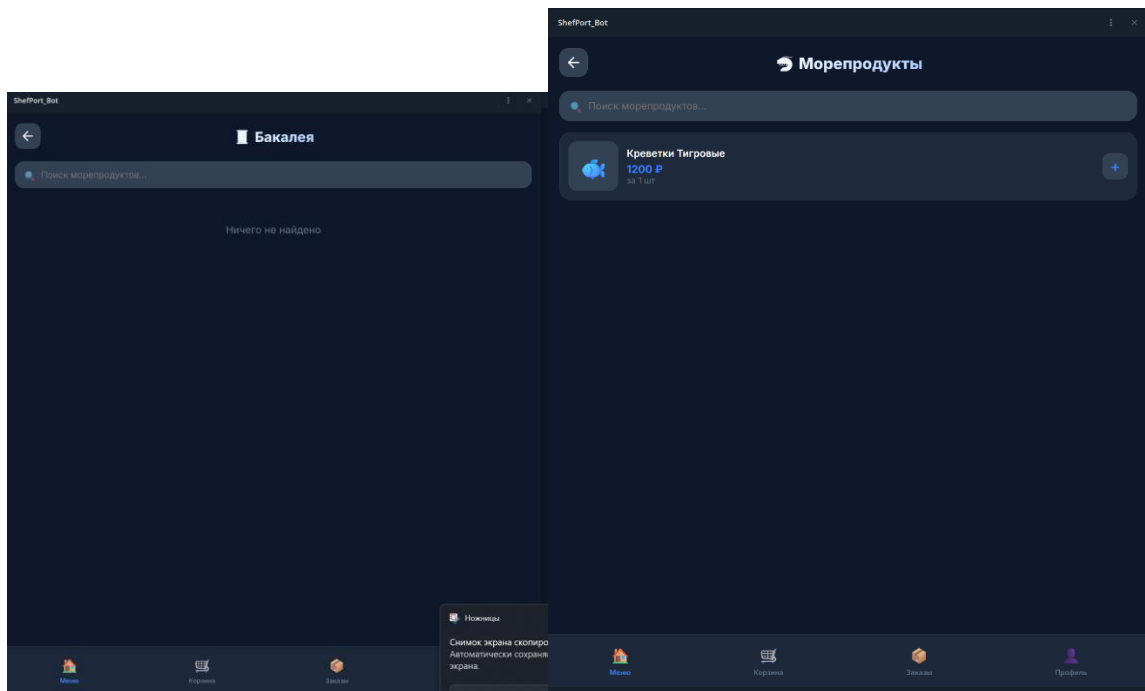 ShefPort_Bot
Бакалея
Поиск морепродуктов...
Ничего не найдено
Ножницы
Снимок экрана скопиро
Автоматически сохраня
экрана.
Меню
Корзина
Заказы
ShefPort_Bot
Морепродукты
Поиск морепродуктов...
Креветки Тигровые
1200 ₽
за 1 шт
+
Меню
Корзина
Заказы
Профиль